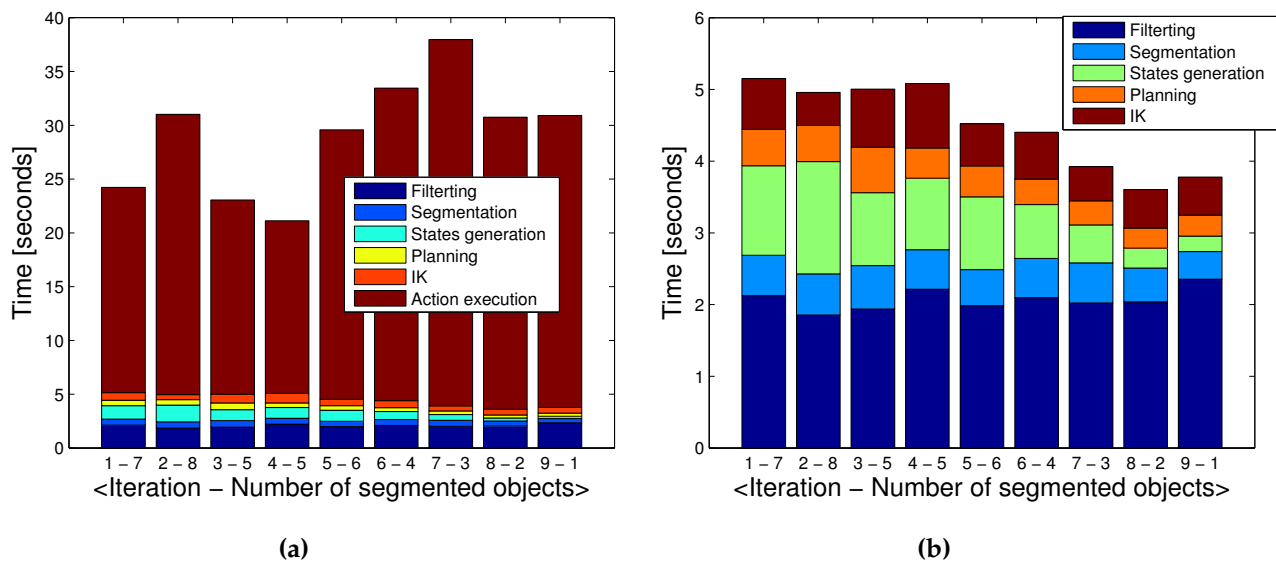 40
35
30
25
20
15
10
5
0
Time [seconds]
Filterting
Segmentation
States generation
Planning
IK
Action execution
1 − 7 2 − 8 3 − 5 4 − 5 5 − 6 6 − 4 7 − 3 8 − 2 9 − 1
<Iteration − Number of segmented objects>
(a)
6
5
4
3
2
1
0
Time [seconds]
Filterting
Segmentation
States generation
Planning
IK
1 − 7 2 − 8 3 − 5 4 − 5 5 − 6 6 − 4 7 − 3 8 − 2 9 − 1
<Iteration − Number of segmented objects>
(b)